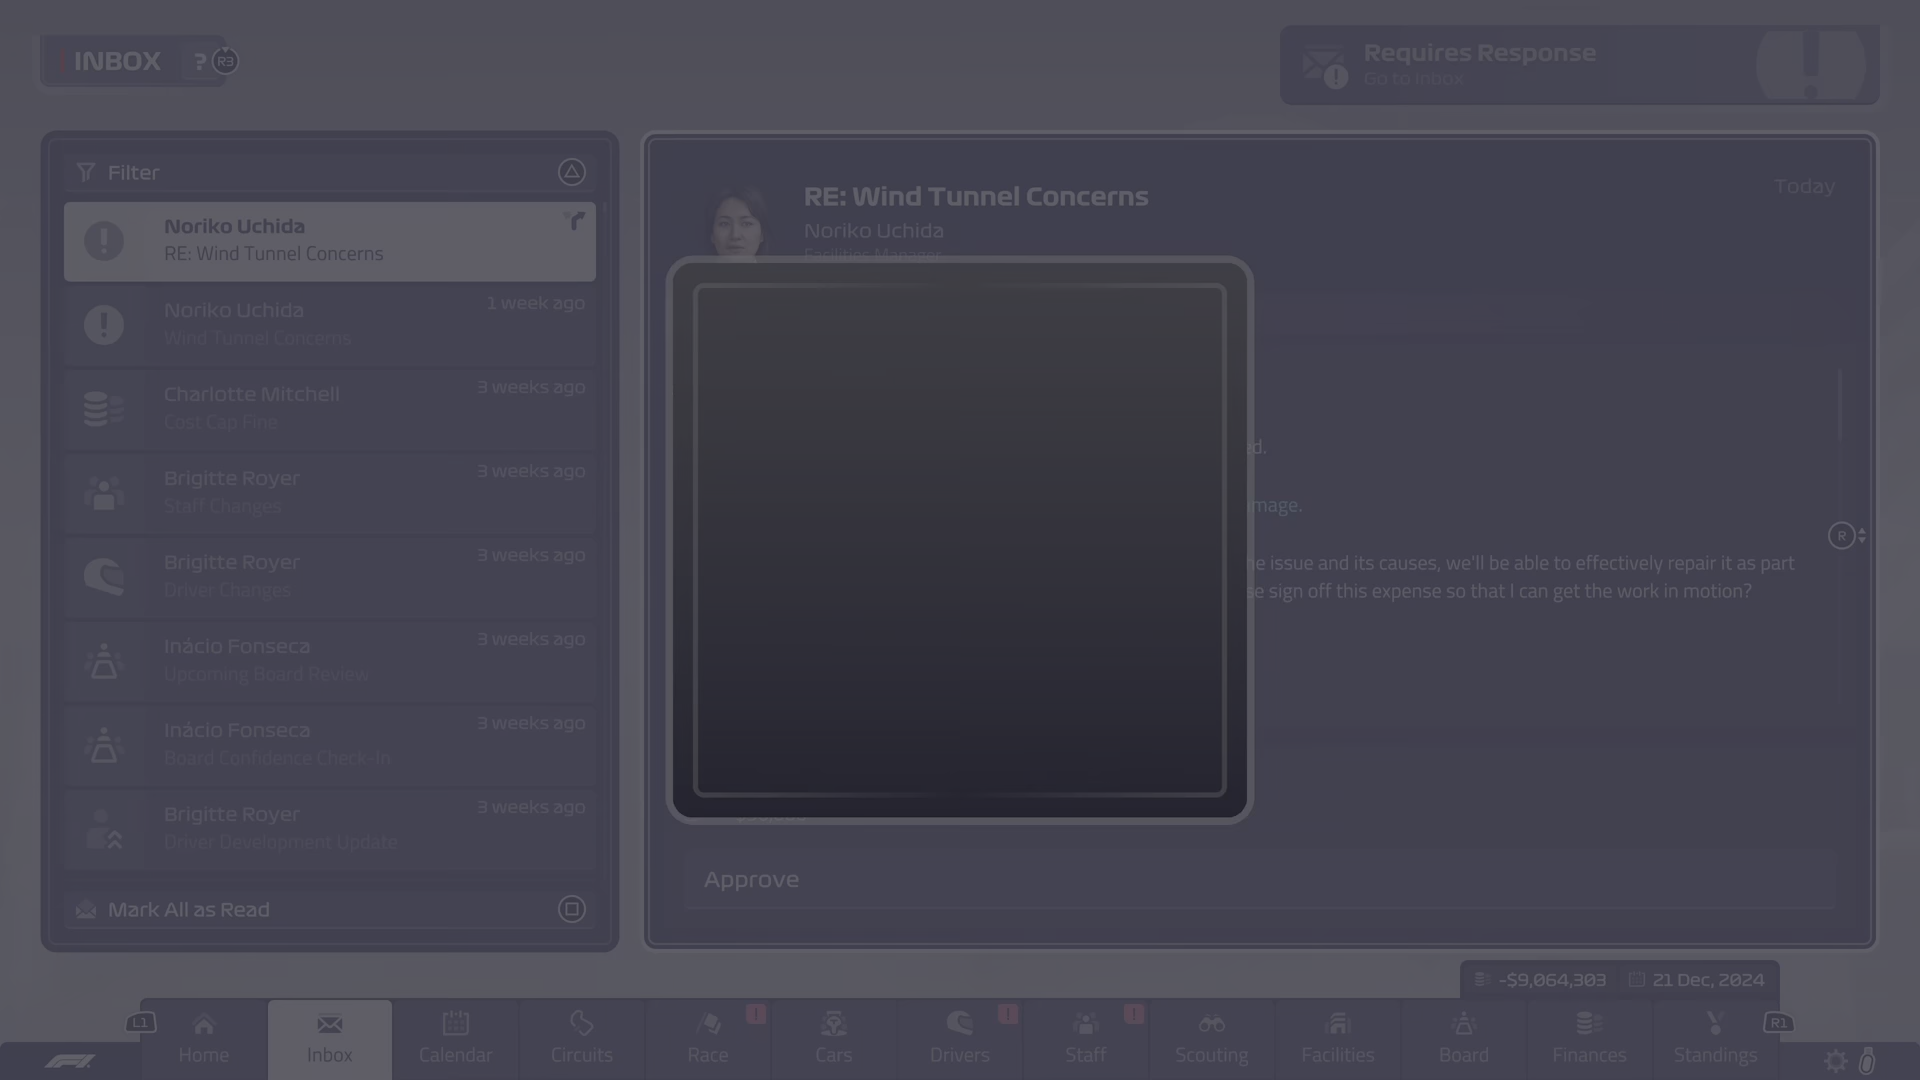 INBOX ? R3
Requires Response
Go to Inbox
Filter
Noriko Uchida
RE: Wind Tunnel Concerns
Noriko Uchida 1 week ago
Wind Tunnel Concerns
Charlotte Mitchell 3 weeks ago
Cost Cap Fine
Brigitte Royer 3 weeks ago
Staff Changes
Brigitte Royer 3 weeks ago
Driver Changes
Inácio Fonseca 3 weeks ago
Upcoming Board Review
Inácio Fonseca 3 weeks ago
Board Confidence Check-In
Brigitte Royer 3 weeks ago
Driver Development Update
Mark All as Read
RE: Wind Tunnel Concerns Today
Noriko Uchida
Facilities Manager
issue and its causes, we'll be able to effectively repair it as part
sign off this expense so that I can get the work in motion?
R
Approve
-$9,064,303 21 Dec, 2024
L1 Home Inbox Calendar Circuits Race Cars Drivers Staff Scouting Facilities Board Finances Standings R1